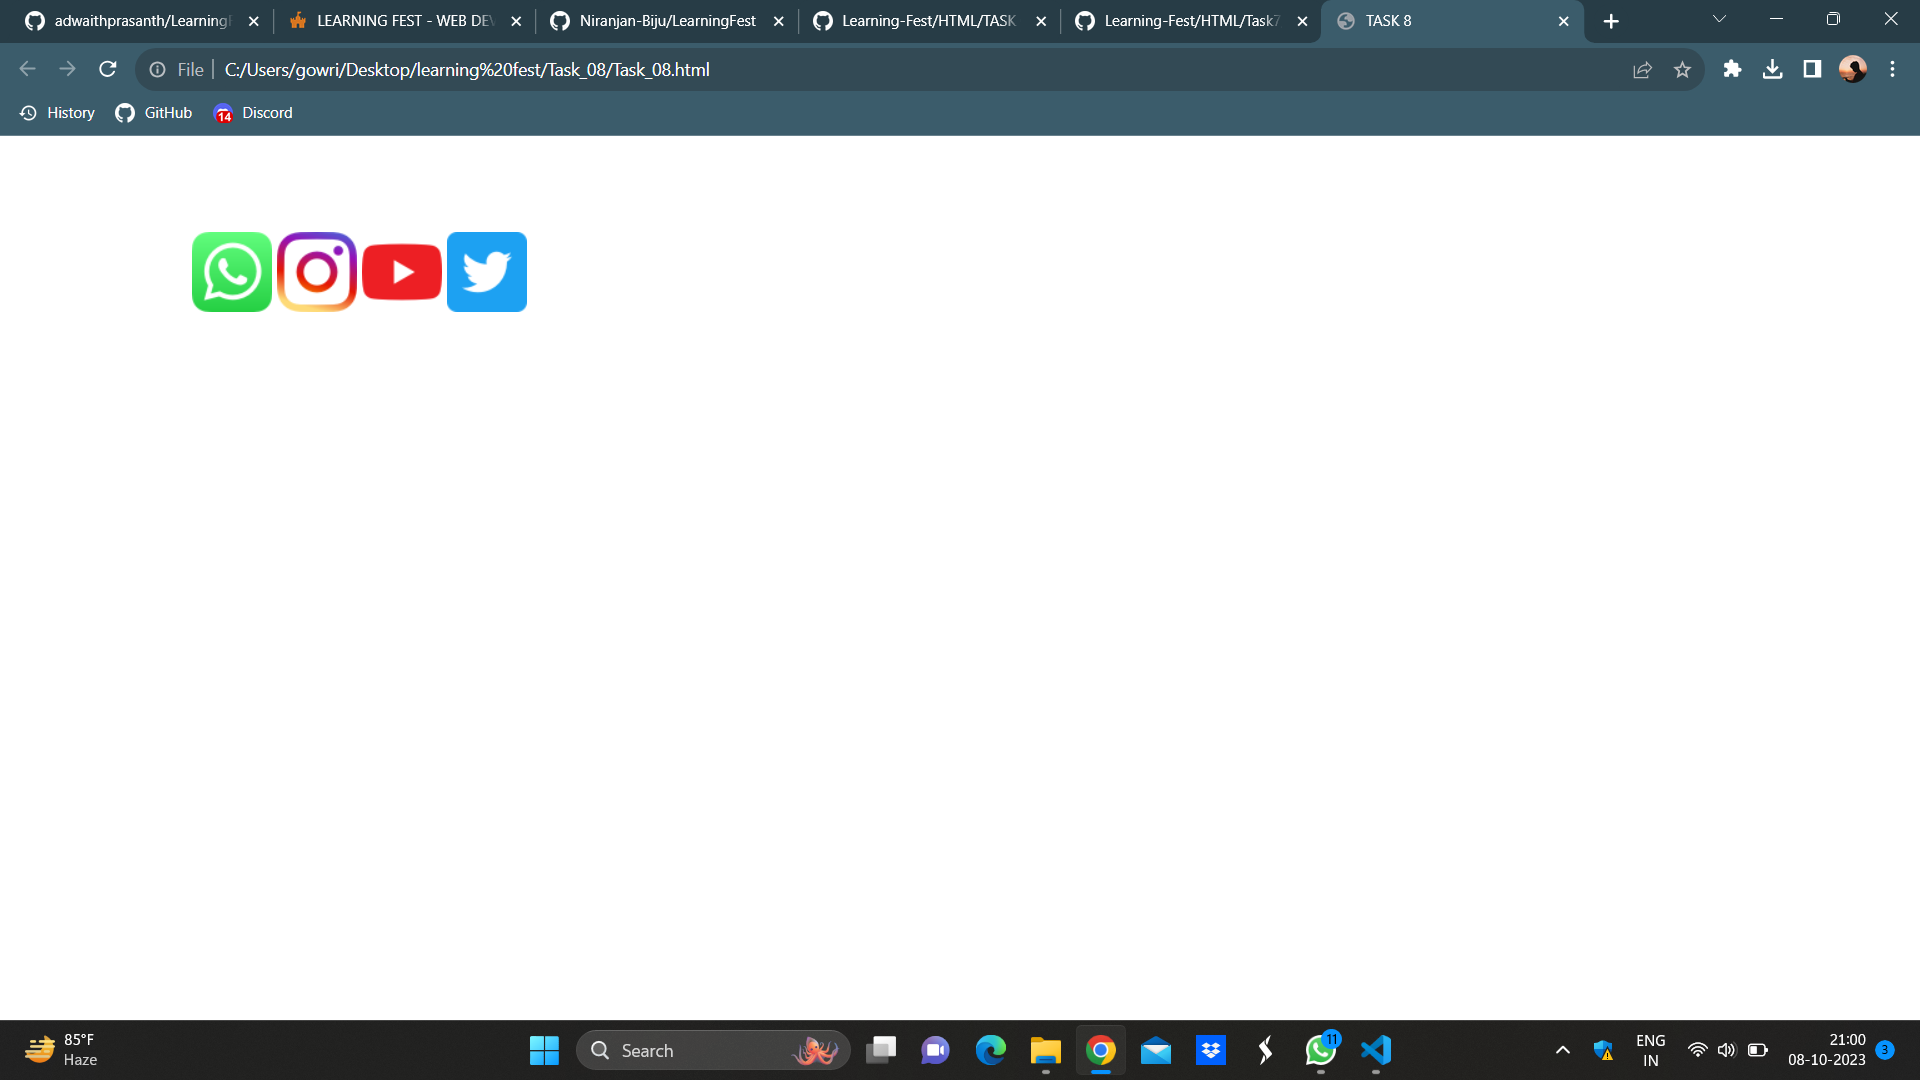 adwaithprasanth/Learningf
LEARNING FEST - WEB DEV
Niranjan-Biju/LearningFest
Learning-Fest/HTML/TASK
Learning-Fest/HTML/Task7
TASK 8
File
C:/Users/gowri/Desktop/learning%20fest/Task_08/Task_08.html
History
GitHub
14
Discord
85°F
Haze
Search
11
ENG
IN
21:00
08-10-2023
3